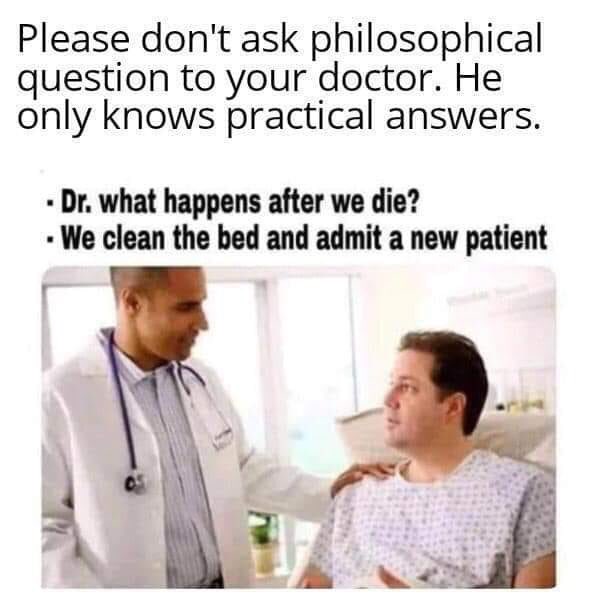 Please don't ask philosophical
question to your doctor. He
only knows practical answers.
· Dr. what happens after we die?
· We clean the bed and admit a new patient